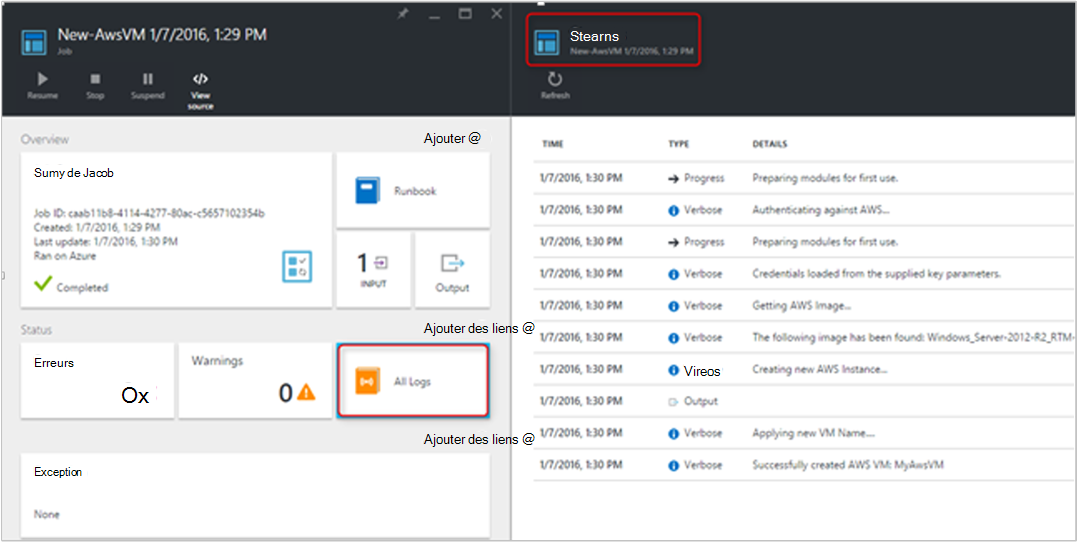 New-AwsVM 1/7/2016, 1:29 PM
Job
Resume
Stop
Suspend
View source
Overview
Ajouter @
Sumy de Jacob
Job ID: caab11b8-4114-4277-80ac-c5657102354b
Created: 1/7/2016, 1:29 PM
Last update: 1/7/2016, 1:30 PM
Ran on Azure
Completed
Runbook
1
INPUT
Output
Status
Ajouter des liens @
Erreurs
Ox
Warnings
0
All Logs
Ajouter des liens @
Exception
None
Stearns
New-AwsVM 1/7/2016, 1:29 PM
Refresh
TIME TYPE DETAILS
1/7/2016, 1:30 PM Progress Preparing modules for first use.
1/7/2016, 1:30 PM Verbose Authenticating against AWS...
1/7/2016, 1:30 PM Progress Preparing modules for first use.
1/7/2016, 1:30 PM Verbose Credentials loaded from the supplied key parameters.
1/7/2016, 1:30 PM Verbose Getting AWS Image...
1/7/2016, 1:30 PM Verbose The following image has been found: Windows_Server-2012-R2_RTM-
1/7/2016, 1:30 PM Vireos Creating new AWS Instance...
1/7/2016, 1:30 PM Output
1/7/2016, 1:30 PM Verbose Applying new VM Name....
1/7/2016, 1:30 PM Verbose Successfully created AWS VM: MyAwsVM